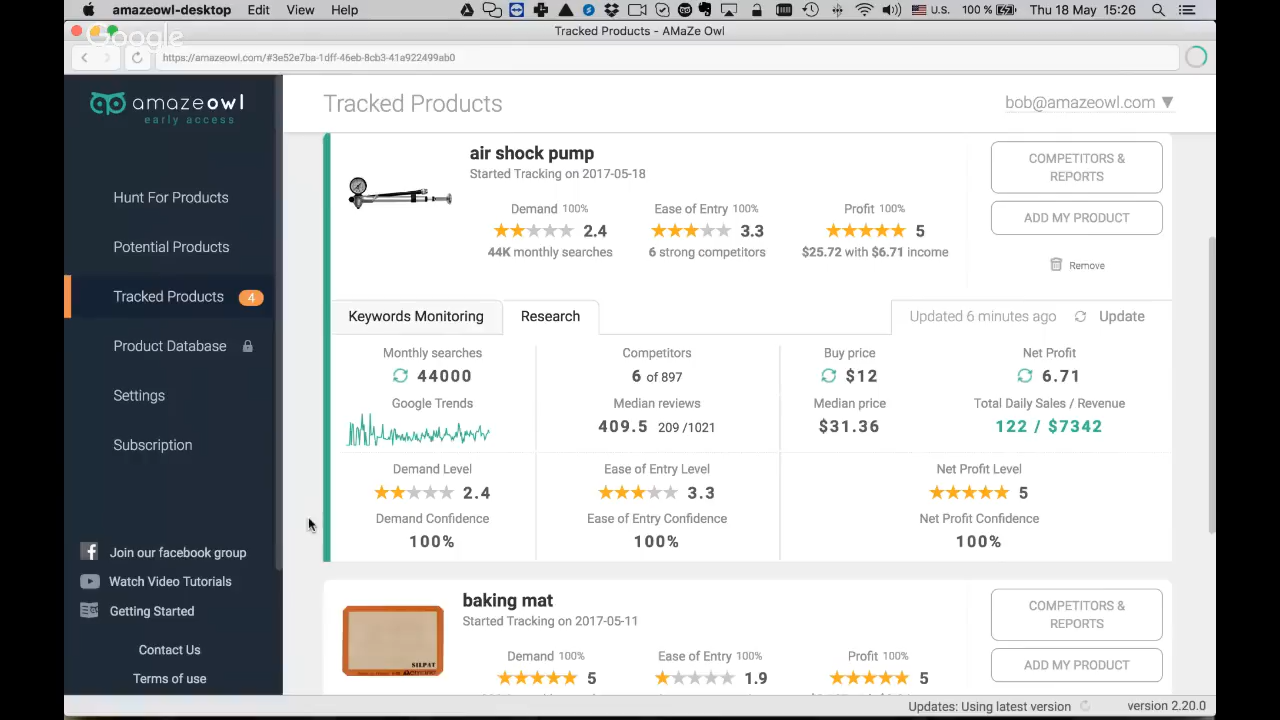 amazeowl-desktop Edit View Help U.S. 100% Thu 18 May 15:26
Google
Tracked Products - AMaZe Owl
https://amazeowl.com/#3e52e7ba-1dff-46eb-8cb3-41a922499ab0
amazeowl
early access
Tracked Products
bob@amazeowl.com ▼
Hunt For Products
Potential Products
Tracked Products 4
Product Database
Settings
Subscription
Join our facebook group
Watch Video Tutorials
Getting Started
Contact Us
Terms of use
air shock pump
Started Tracking on 2017-05-18
Demand 100% Ease of Entry 100% Profit 100%
2.4 3.3 5
44K monthly searches 6 strong competitors $25.72 with $6.71 income
COMPETITORS &
REPORTS
ADD MY PRODUCT
Remove
Keywords Monitoring Research Updated 6 minutes ago Update
Monthly searches Competitors Buy price Net Profit
44000 6 of 897 $12 6.71
Google Trends Median reviews Median price Total Daily Sales / Revenue
409.5 209 /1021 $31.36 122 / $7342
Demand Level Ease of Entry Level Net Profit Level
2.4 3.3 5
Demand Confidence Ease of Entry Confidence Net Profit Confidence
100% 100% 100%
baking mat
Started Tracking on 2017-05-11
SILPAT
Demand 100% Ease of Entry 100% Profit 100%
5 1.9 5
COMPETITORS &
REPORTS
ADD MY PRODUCT
Updates: Using latest version version 2.20.0